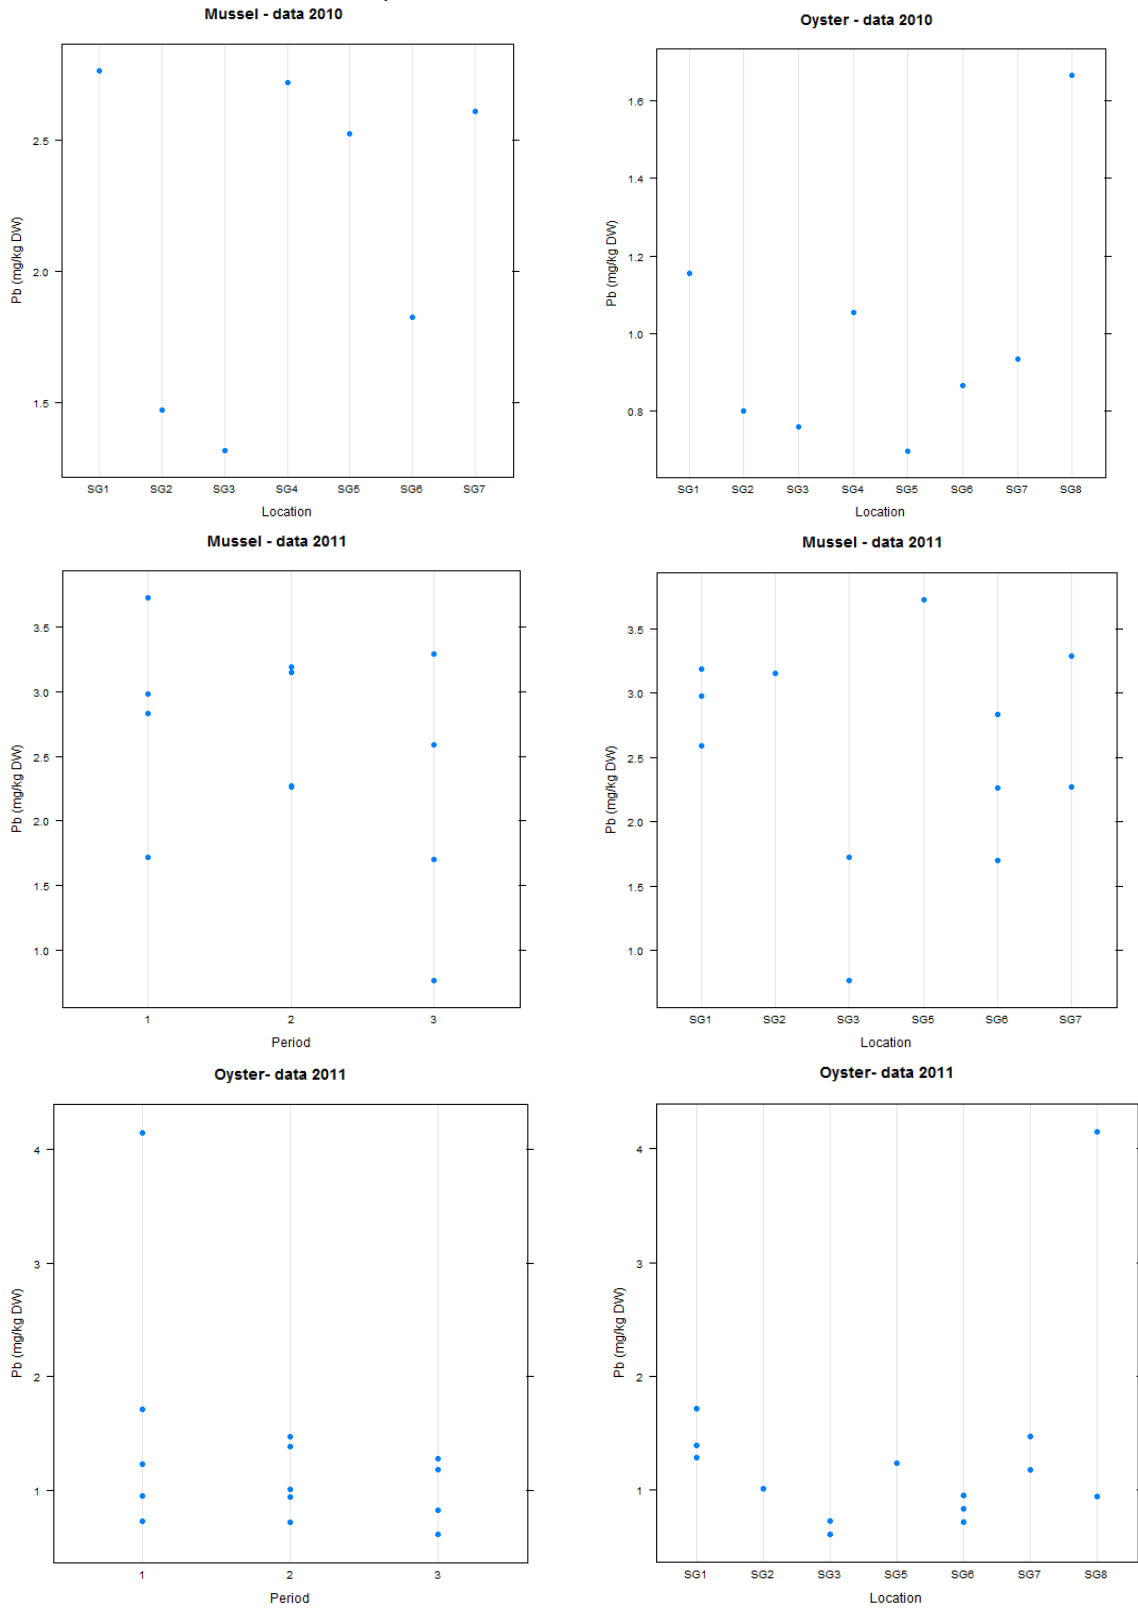 Mussel - data 2010
Pb (mg/kg DW)
2.5
2.0
1.5
SG1 SG2 SG3 SG4 SG5 SG6 SG7
Location
Oyster - data 2010
Pb (mg/kg DW)
1.6
1.4
1.2
1.0
0.8
SG1 SG2 SG3 SG4 SG5 SG6 SG7 SG8
Location
Mussel - data 2011
Pb (mg/kg DW)
3.5
3.0
2.5
2.0
1.5
1.0
1 2 3
Period
Mussel - data 2011
Pb (mg/kg DW)
3.5
3.0
2.5
2.0
1.5
1.0
SG1 SG2 SG3 SG5 SG6 SG7
Location
Oyster- data 2011
Pb (mg/kg DW)
4
3
2
1
1 2 3
Period
Oyster- data 2011
Pb (mg/kg DW)
4
3
2
1
SG1 SG2 SG3 SG5 SG6 SG7 SG8
Location